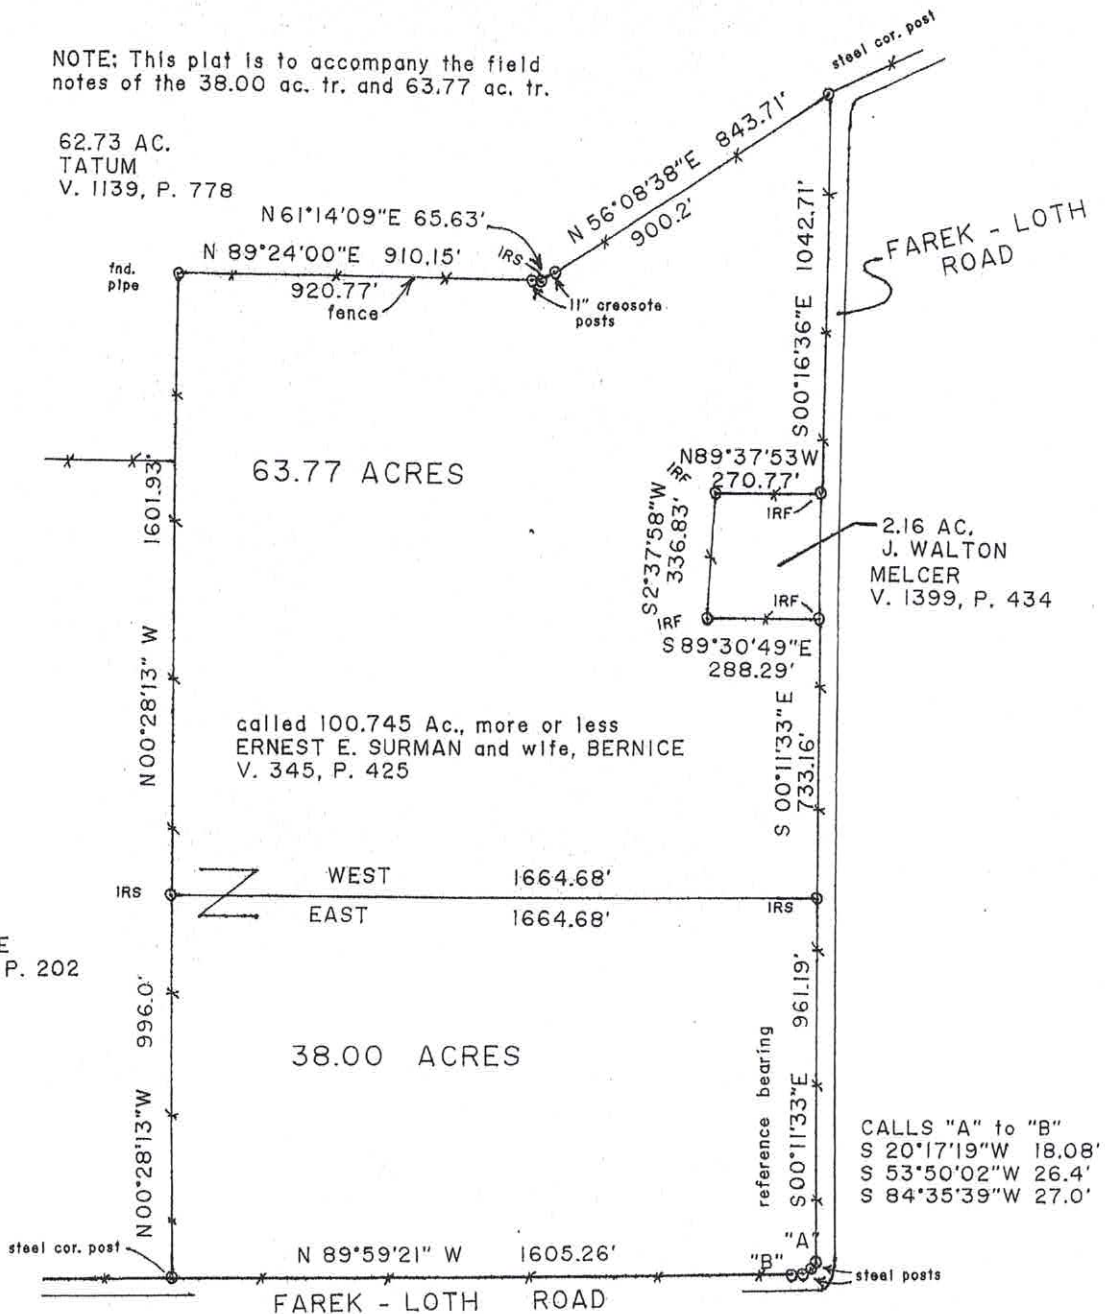 steel cor. post
NOTE: This plat is to accompany the field
notes of the 38.00 ac. tr. and 63.77 ac. tr.
62.73 AC.
TATUM
V. 1139, P. 778
N 56°08'38"E 843.71'
900.2'
N 61°14'09"E 65.63'
IRS
N 89°24'00"E 910.15'
920.77'
fence
fnd.
pipe
11" creosote
posts
S00°16'36"E 1042.71'
FAREK - LOTH
ROAD
63.77 ACRES
N00°28'13" W 1601.93'
N89°37'53W
270.77'
IRF
IRF
S2°37'58"W
336.83'
2.16 AC.
J. WALTON
MELCER
V. 1399, P. 434
IRF
IRF
S 89°30'49"E
288.29'
called 100.745 Ac., more or less
ERNEST E. SURMAN and wife, BERNICE
V. 345, P. 425
S 00°11'33"E
733.16'
IRS
WEST 1664.68'
EAST 1664.68'
IRS
E
P. 202
N00°28'13"W 996.0'
38.00 ACRES
reference bearing
S00°11'33"E 961.19'
CALLS "A" to "B"
S 20°17'19"W 18.08'
S 53°50'02"W 26.4'
S 84°35'39"W 27.0'
steel cor. post
N 89°59'21" W 1605.26'
"B"
"A"
steel posts
FAREK - LOTH ROAD